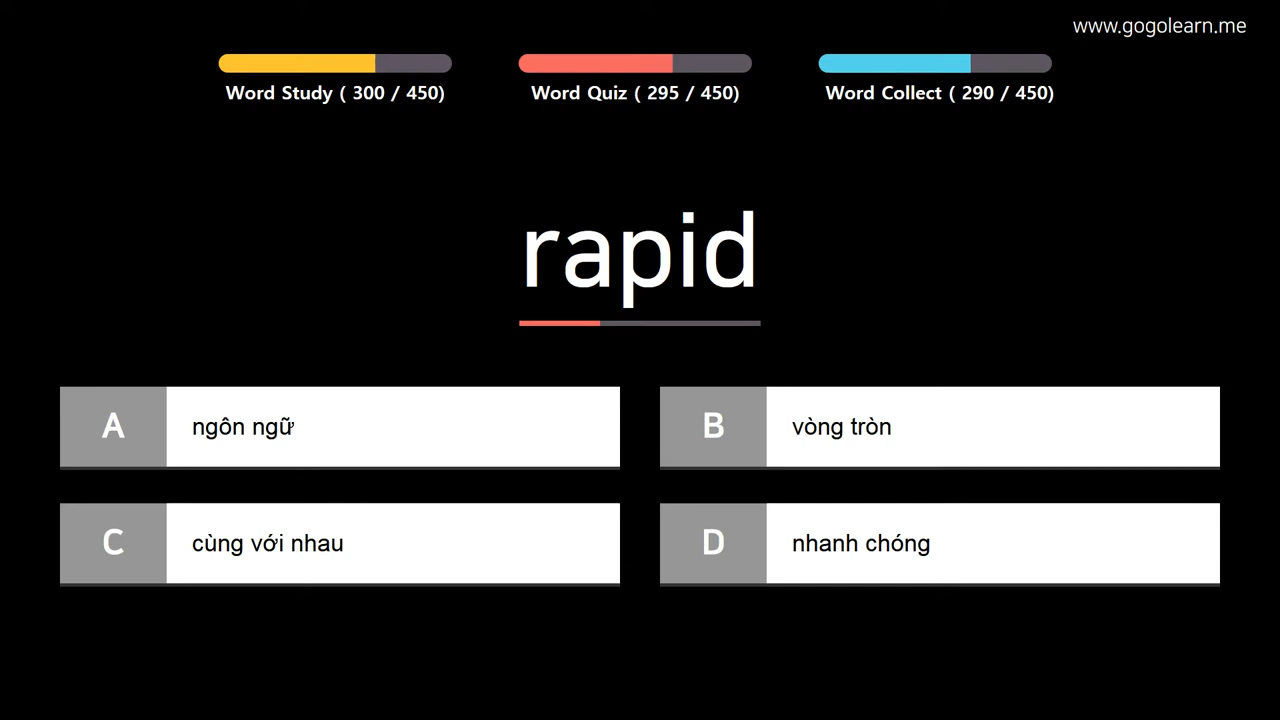 www.gogolearn.me
Word Study ( 300 / 450)
Word Quiz ( 295 / 450)
Word Collect ( 290 / 450)
rapid
A
ngôn ngữ
B
vòng tròn
C
cùng với nhau
D
nhanh chóng